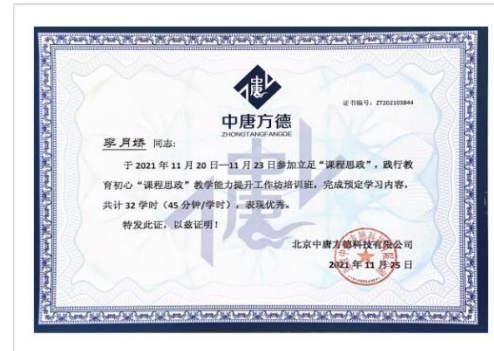 中唐方德
ZHONGTANGFANGDE
证书编号：ZT202103844
李月娇 同志：
于 2021 年 11 月 20 日—11 月 23 日参加立足“课程思政”，践行教
育初心“课程思政”教学能力提升工作坊培训班，完成预定学习内容，
共计 32 学时（45 分钟/学时），表现优秀。
特发此证，以兹证明！
北京中唐方德科技有限公司
2021 年 11 月 25 日